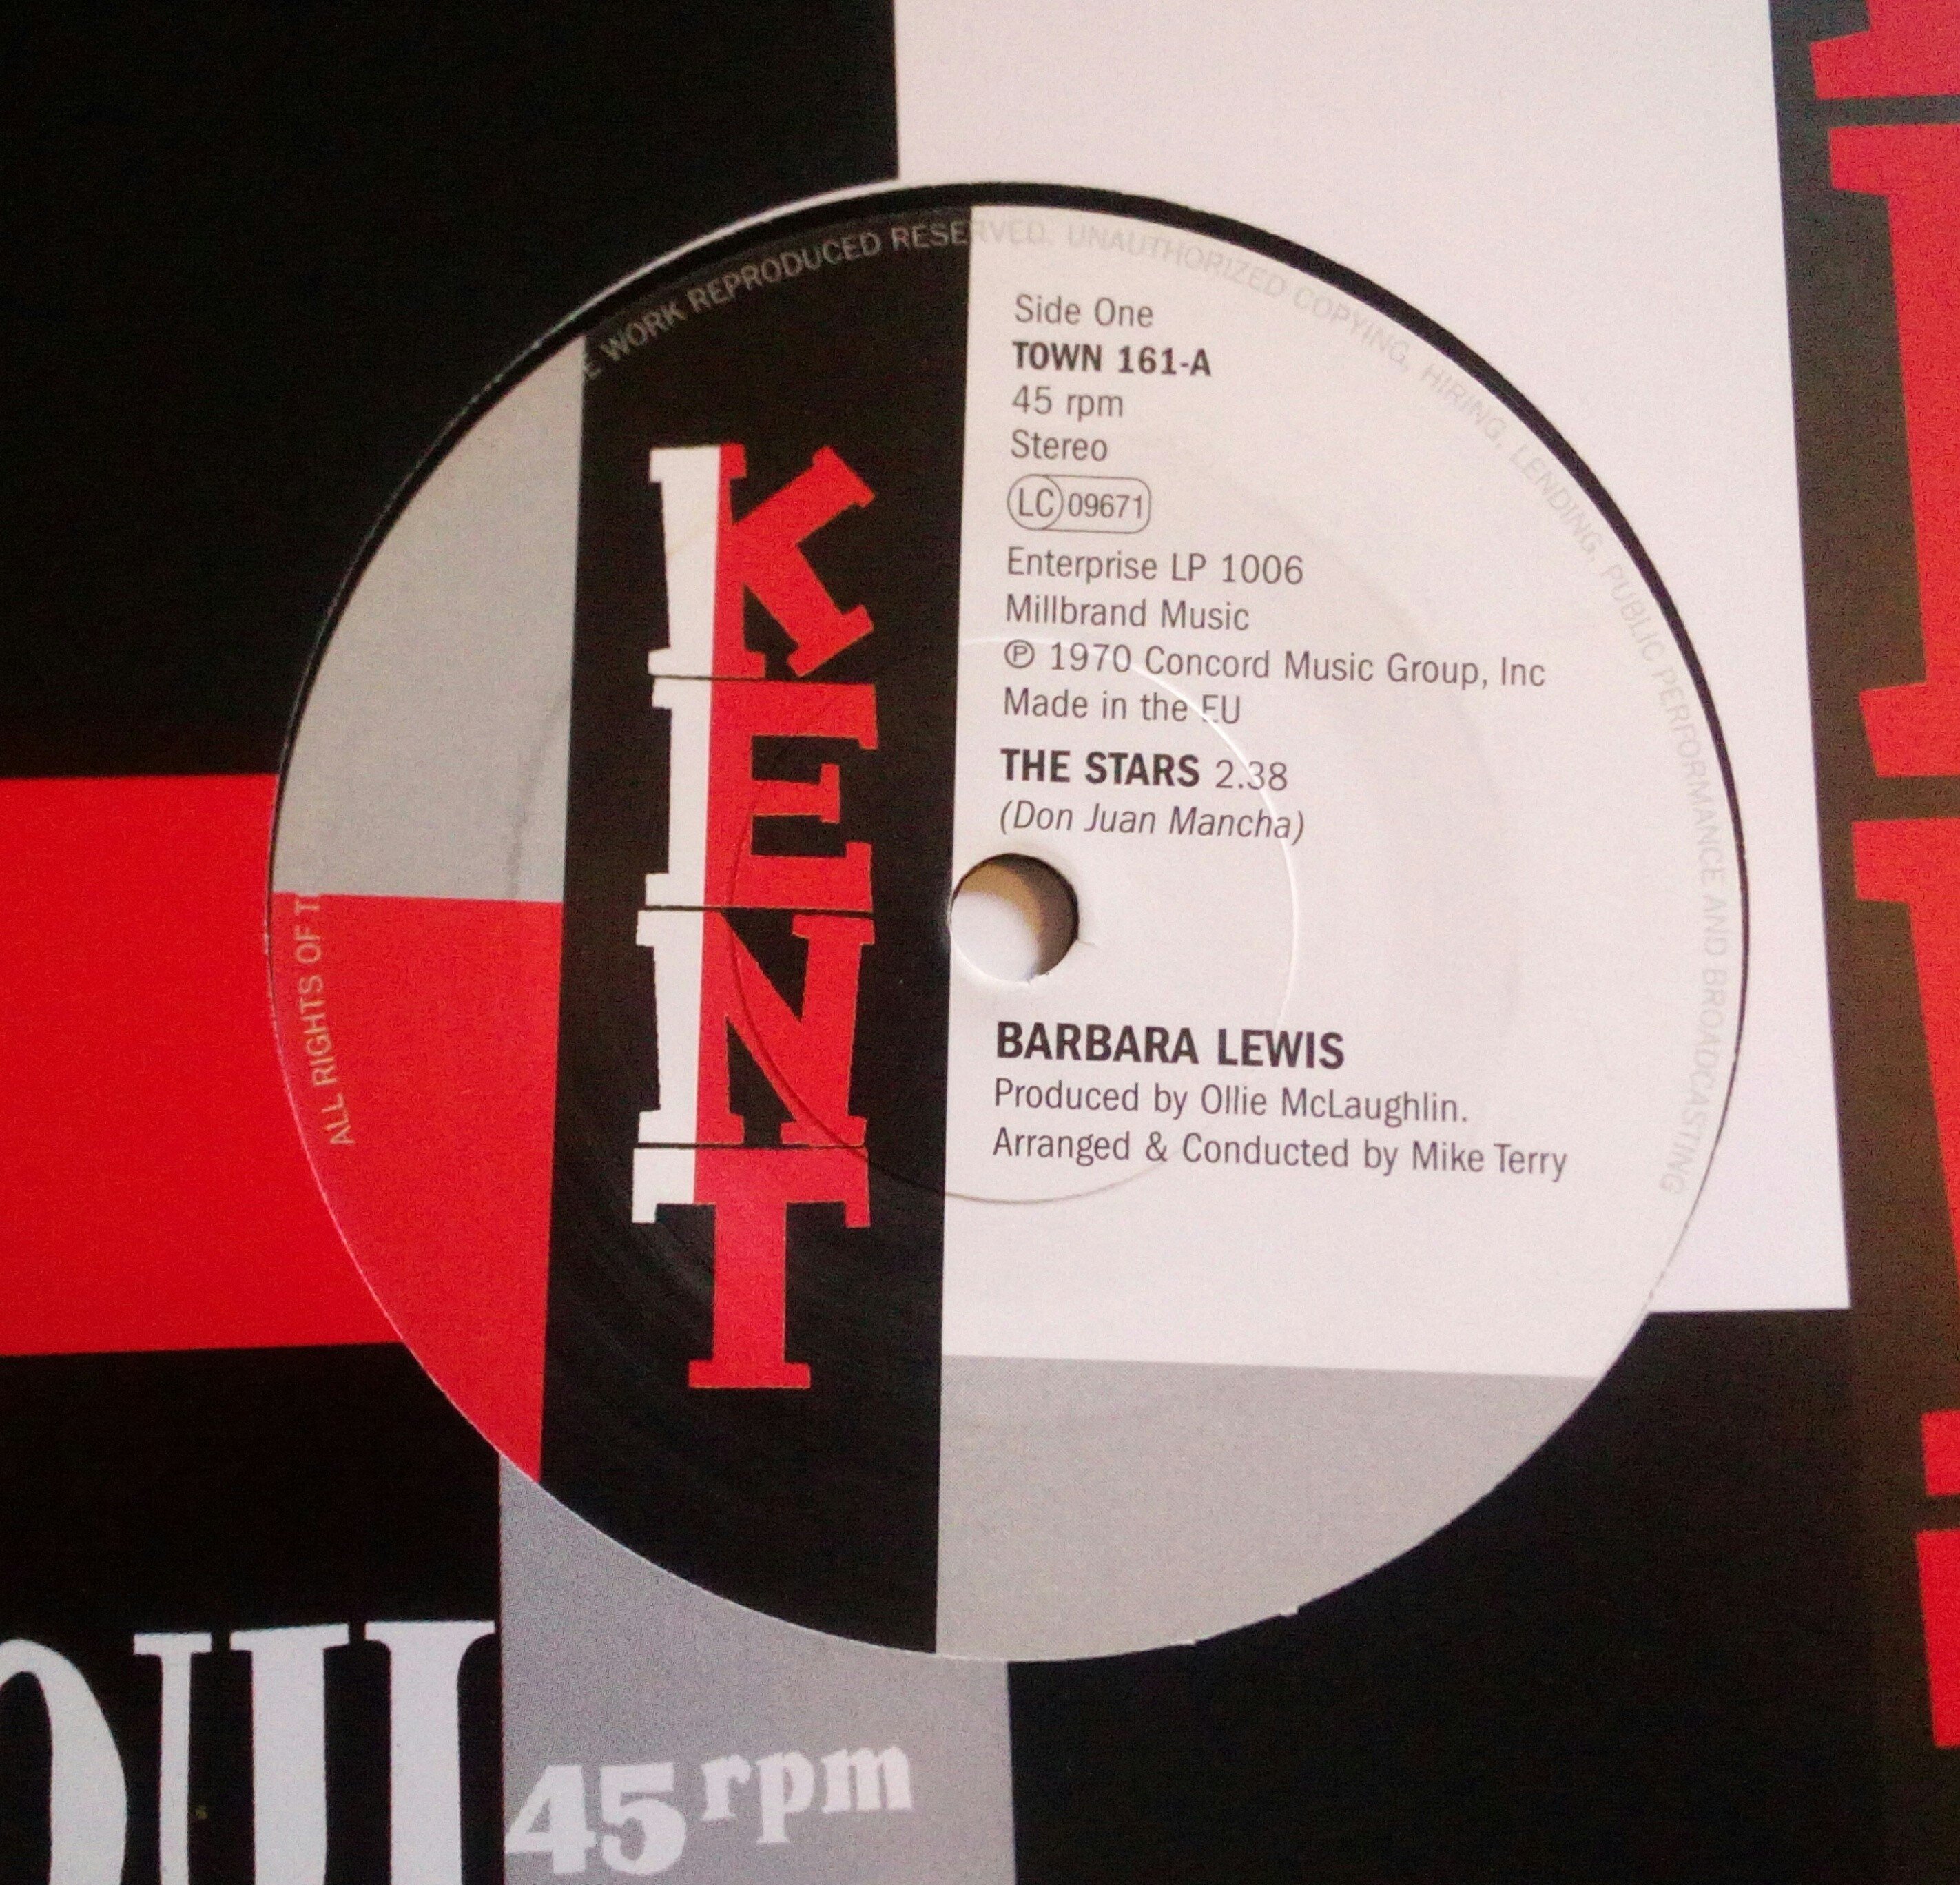 ALL RIGHTS OF T
E WORK REPRODUCED RESERVED. UNAUTHORIZED COPYING, HIRING, LENDING, PUBLIC PERFORMANCE AND BROADCASTING
KENT
Side One
TOWN 161-A
45 rpm
Stereo
LC 09671
Enterprise LP 1006
Millbrand Music
℗ 1970 Concord Music Group, Inc
Made in the EU
THE STARS 2.38
(Don Juan Mancha)
BARBARA LEWIS
Produced by Ollie McLaughlin.
Arranged & Conducted by Mike Terry
45 rpm